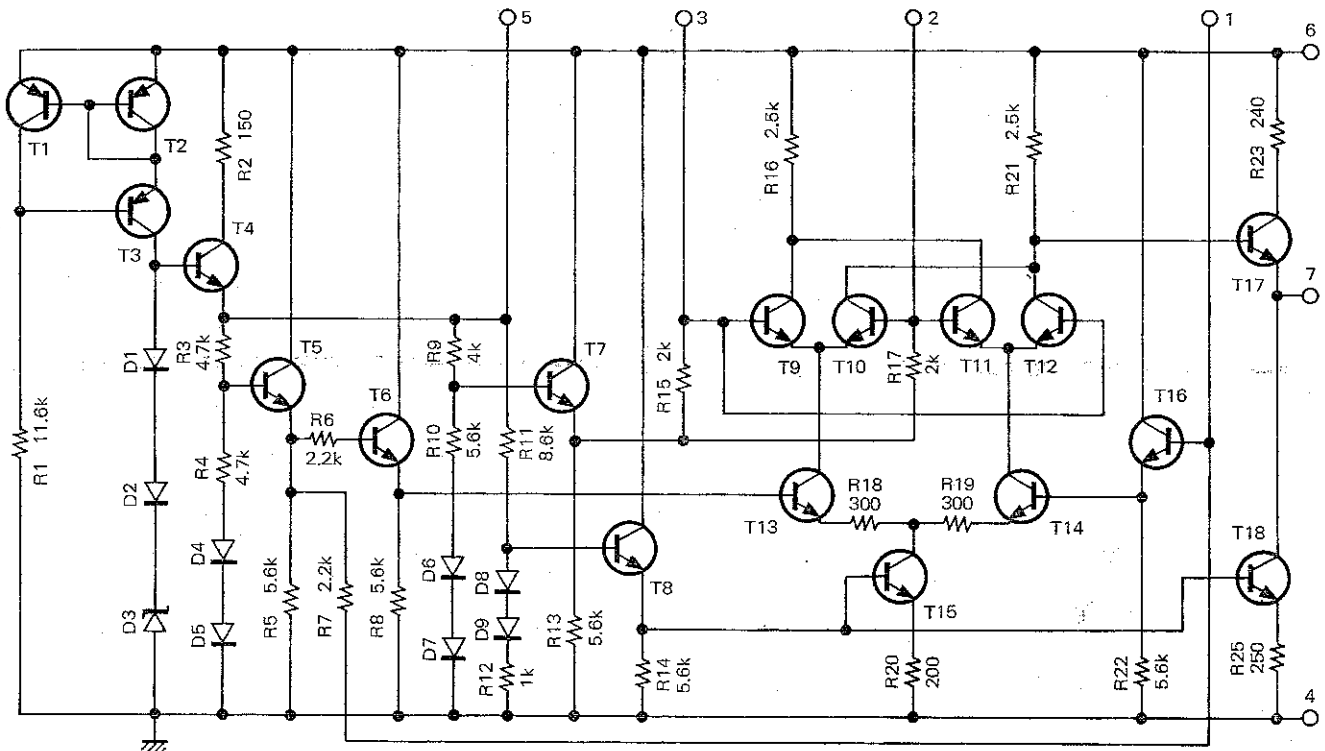 5
3
2
1
6
T1
T2
150
R2
R16 2.5k
R21 2.5k
240
R23
T3
T4
T17
7
D1
R3
4.7k
T5
R9
4k
T7
R15 2k
T9
T10
R17
2k
T11
T12
T16
R1 11.6k
R6
2.2k
T6
R10
5.6k
R11
8.6k
R4
4.7k
D2
T13
R18
300
R19
300
T14
T18
D3
D4
D5
R5 5.6k
R7 2.2k
R8 5.6k
D6
D7
D8
D9
R12
1k
T8
R13
5.6k
R14
5.6k
T15
R20
200
R22
5.6k
R25
250
4